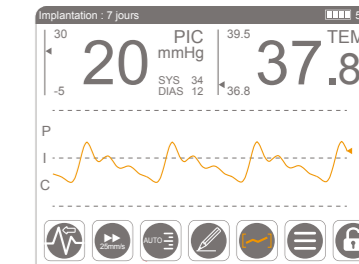 Implantation : 7 jours
30
PIC
39.5
mmHg
20
37.8
SYS 34
DIAS 12
-5
36.8
P
I
C
25mm/s
AUTO